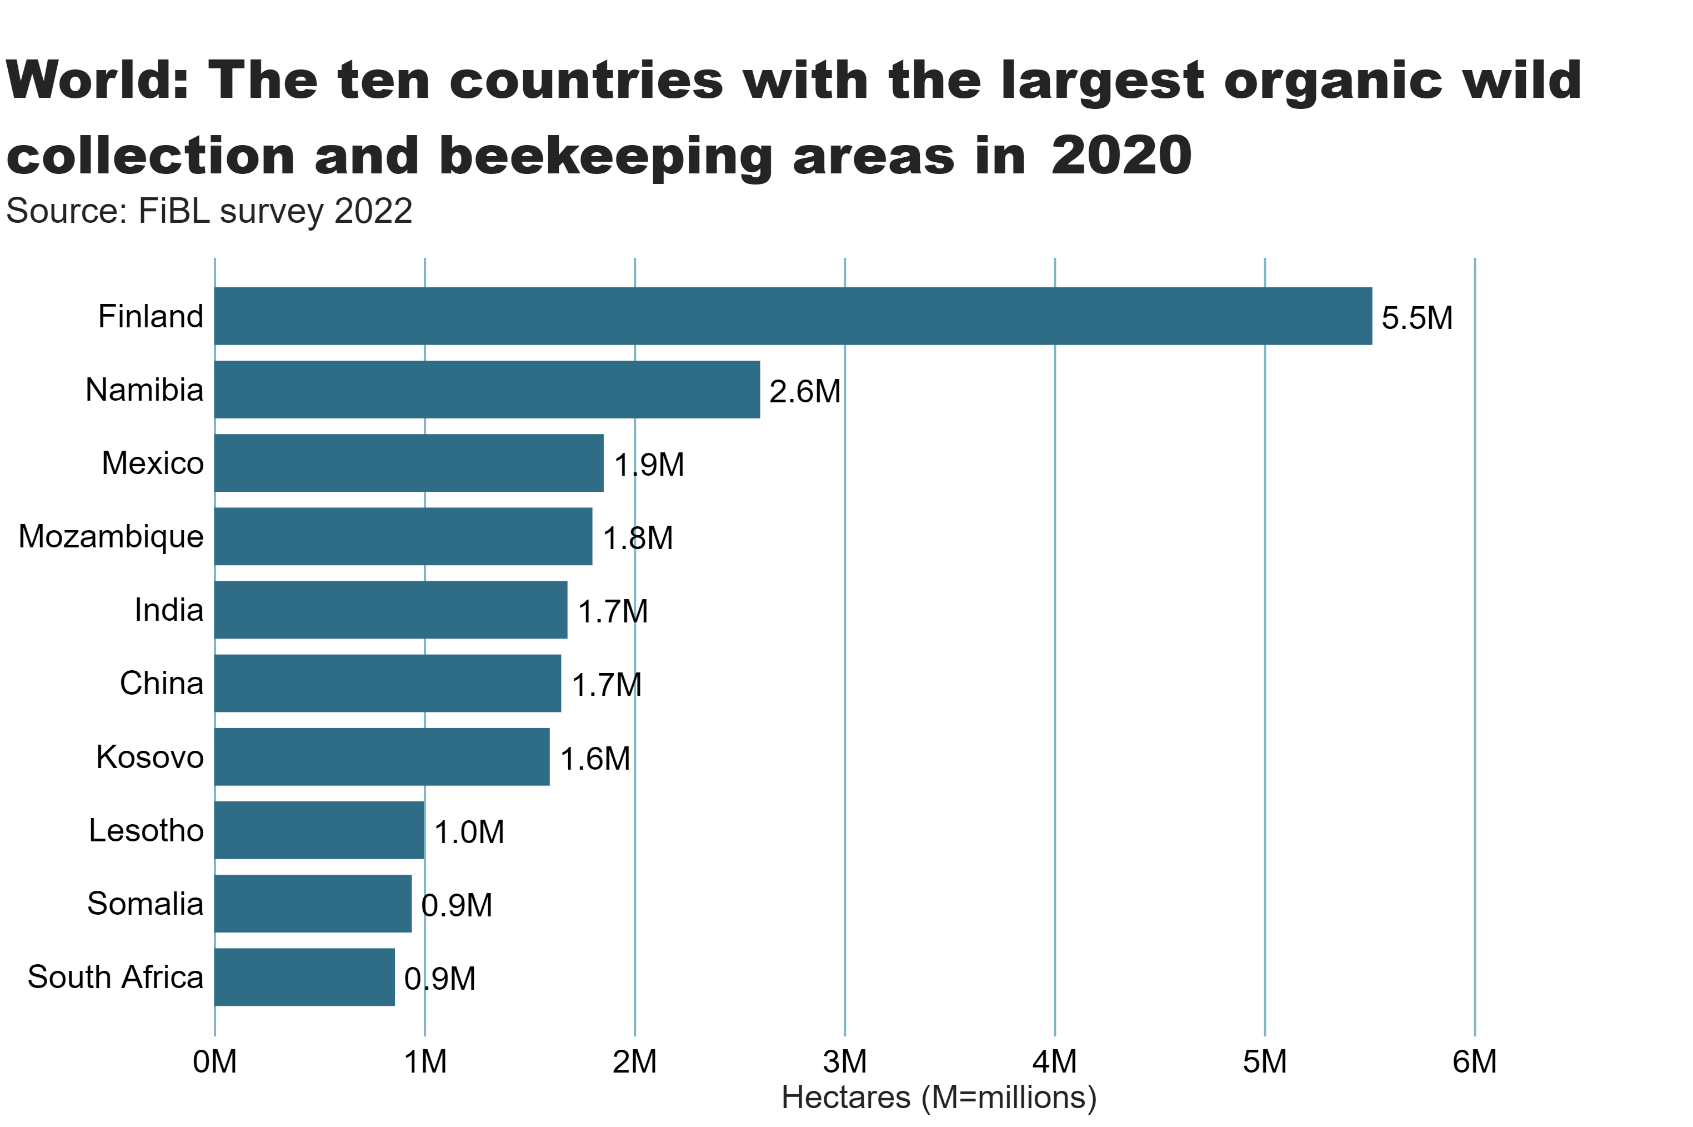 World: The ten countries with the largest organic wild
collection and beekeeping areas in 2020
Source: FiBL survey 2022
Finland 5.5M
Namibia 2.6M
Mexico 1.9M
Mozambique 1.8M
India 1.7M
China 1.7M
Kosovo 1.6M
Lesotho 1.0M
Somalia 0.9M
South Africa 0.9M
0M 1M 2M 3M 4M 5M 6M
Hectares (M=millions)